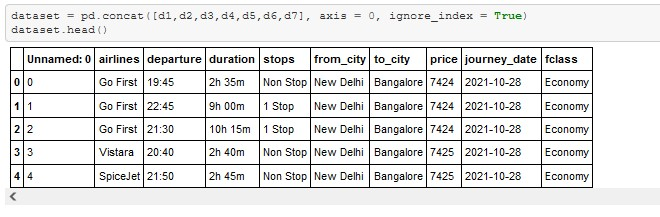 dataset = pd.concat([d1,d2,d3,d4,d5,d6,d7], axis = 0, ignore_index = True)
dataset.head()
Unnamed: 0 airlines departure duration stops from_city to_city price journey_date fclass
0 0 Go First 19:45 2h 35m Non Stop New Delhi Bangalore 7424 2021-10-28 Economy
1 1 Go First 22:45 9h 00m 1 Stop New Delhi Bangalore 7424 2021-10-28 Economy
2 2 Go First 21:30 10h 15m 1 Stop New Delhi Bangalore 7424 2021-10-28 Economy
3 3 Vistara 20:40 2h 40m Non Stop New Delhi Bangalore 7425 2021-10-28 Economy
4 4 SpiceJet 21:50 2h 45m Non Stop New Delhi Bangalore 7425 2021-10-28 Economy